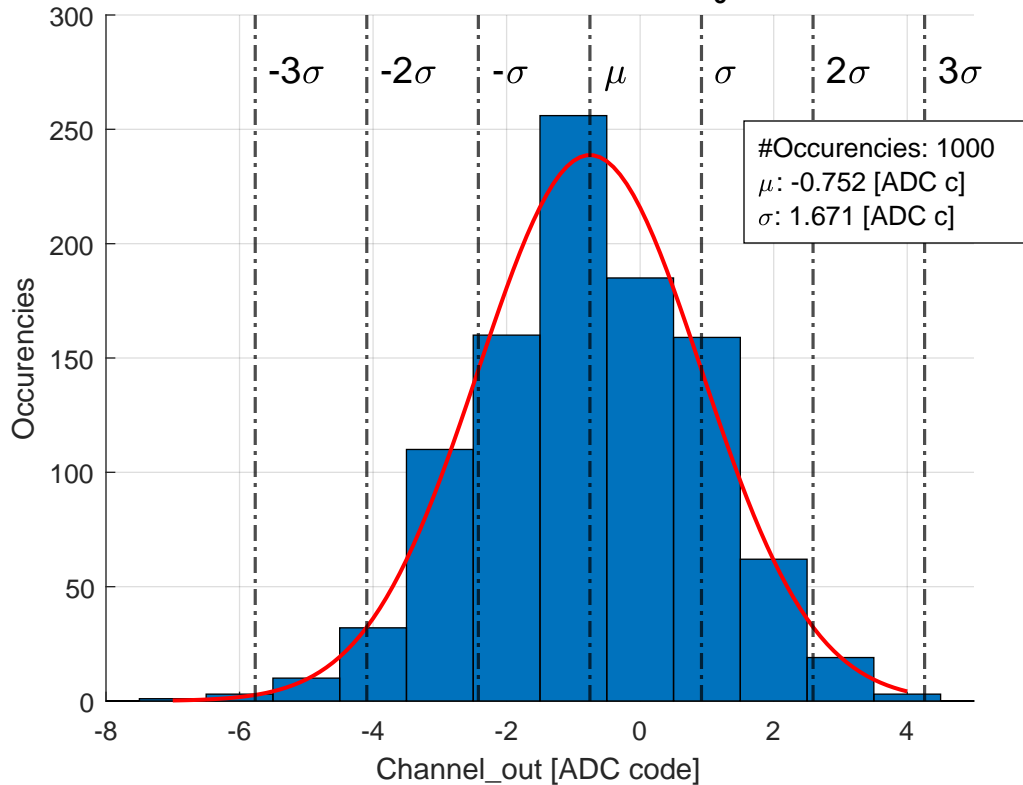 300
-3σ -2σ -σ μ σ 2σ 3σ
250
#Occurencies: 1000
μ: -0.752 [ADC c]
σ: 1.671 [ADC c]
200
150
100
50
0
Occurencies
-8 -6 -4 -2 0 2 4
Channel_out [ADC code]